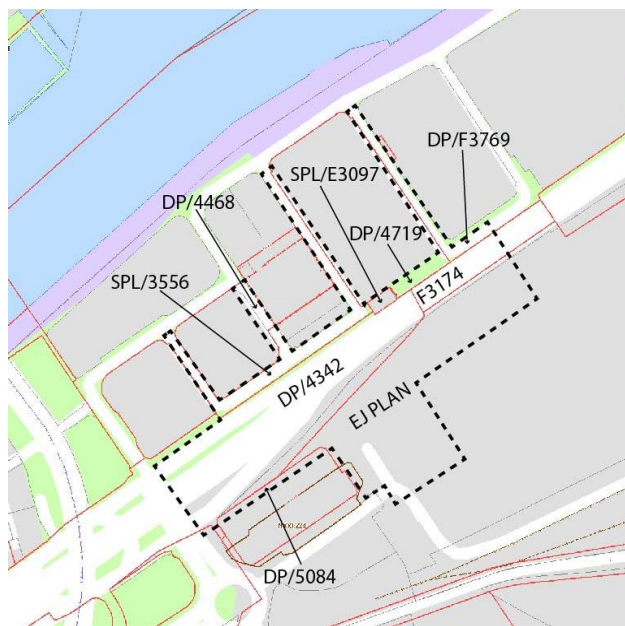 DP/F3769
SPL/E3097
DP/4468
DP/4719
SPL/3556
F3174
DP/4342
EJ PLAN
DP/5084